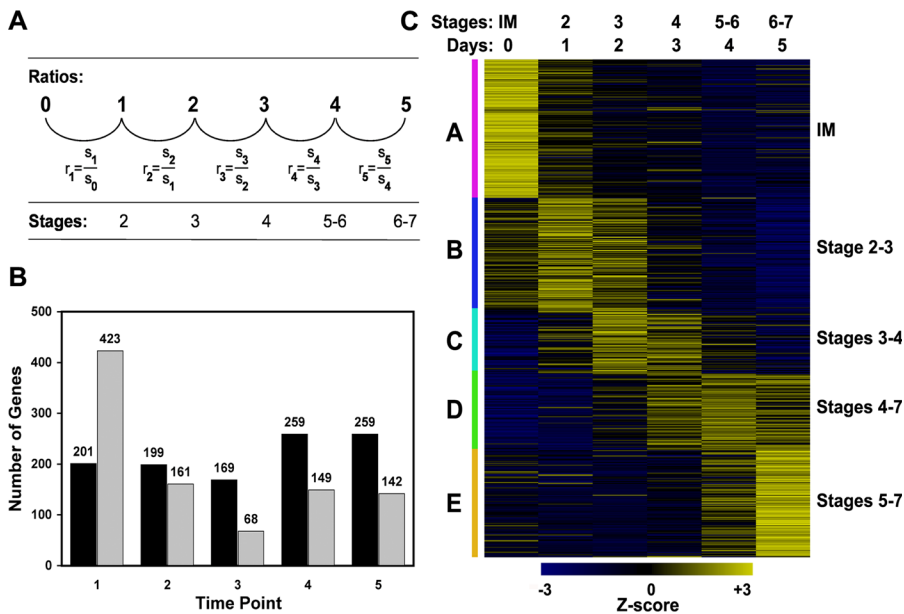 A
Ratios:
0 1 2 3 4 5
r1=s1/s0 r2=s2/s1 r3=s3/s2 r4=s4/s3 r5=s5/s4
Stages: 2 3 4 5-6 6-7
B
Number of Genes
500
400
300
200
100
0
201 423 199 161 169 68 259 149 259 142
1 2 3 4 5
Time Point
C
Stages: IM 2 3 4 5-6 6-7
Days: 0 1 2 3 4 5
A IM
B Stage 2-3
C Stages 3-4
D Stages 4-7
E Stages 5-7
-3 0 +3
Z-score